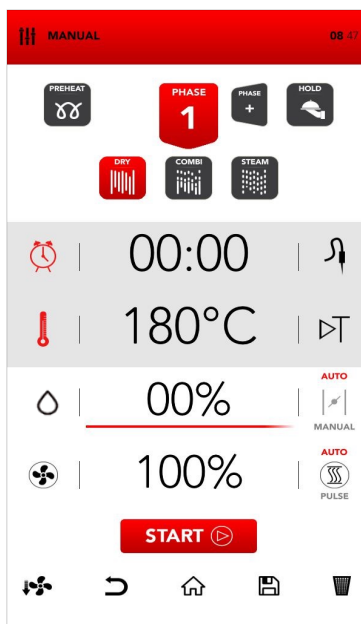 MANUAL
08:47
PREHEAT
PHASE
1
PHASE
+
HOLD
DRY
COMBI
STEAM
00:00
180°C
▷T
00%
AUTO
MANUAL
100%
AUTO
PULSE
START